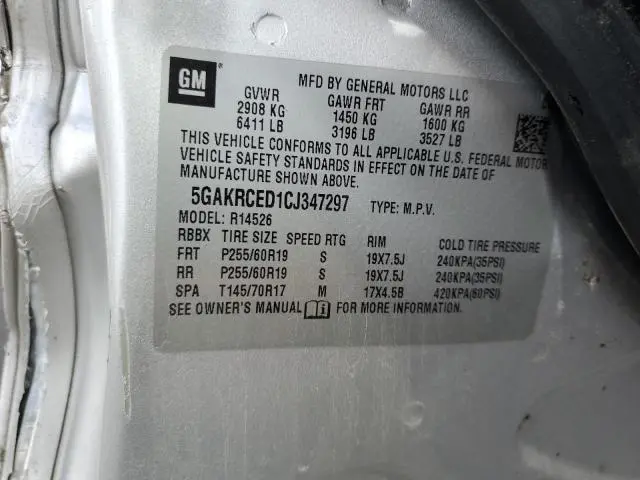 GM
MFD BY GENERAL MOTORS LLC
GVWR GAWR FRT GAWR RR
2908 KG 1450 KG 1600 KG
6411 LB 3196 LB 3527 LB
THIS VEHICLE CONFORMS TO ALL APPLICABLE U.S. FEDERAL MOTOR
VEHICLE SAFETY STANDARDS IN EFFECT ON THE DATE OF
MANUFACTURE SHOWN ABOVE.
5GAKRCED1CJ347297 TYPE: M.P.V.
MODEL: R14526
RBBX TIRE SIZE SPEED RTG RIM COLD TIRE PRESSURE
FRT P255/60R19 S 19X7.5J 240KPA(35PSI)
RR P255/60R19 S 19X7.5J 240KPA(35PSI)
SPA T145/70R17 M 17X4.5B 420KPA(60PSI)
SEE OWNER'S MANUAL FOR MORE INFORMATION.